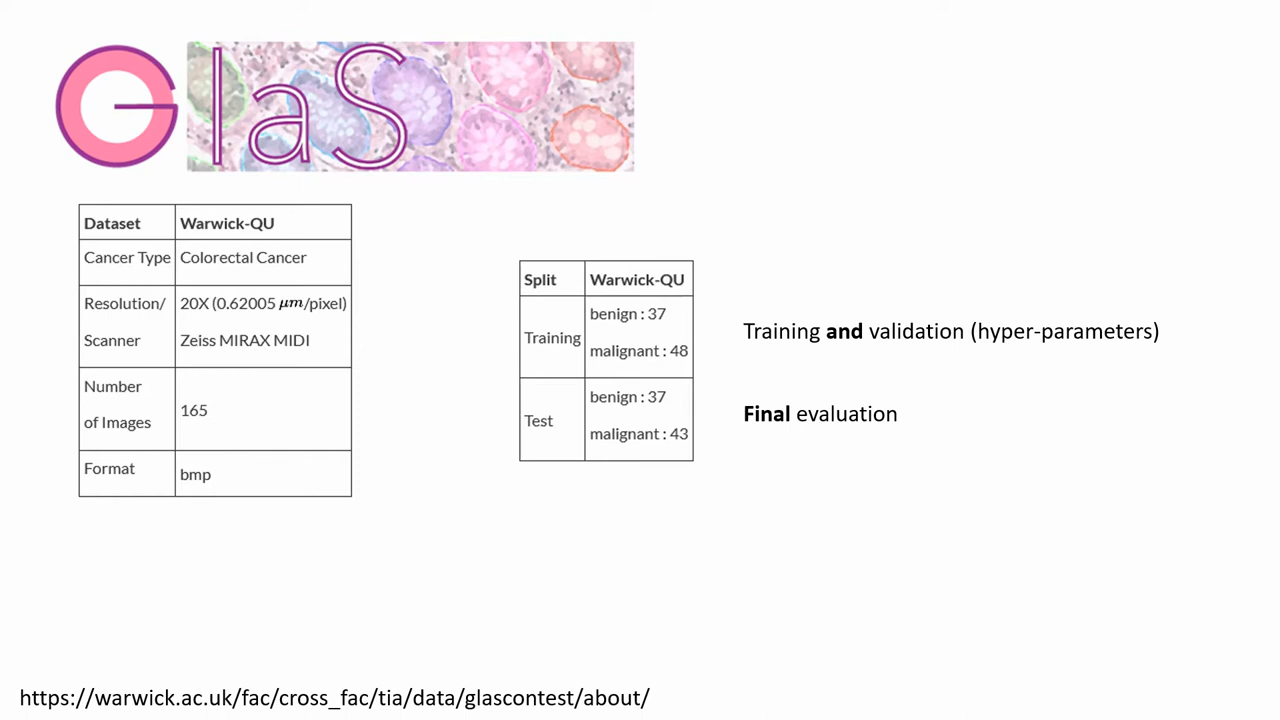 GlaS
Dataset Warwick-QU
Cancer Type Colorectal Cancer
Resolution/ 20X (0.62005 μm/pixel)
Scanner Zeiss MIRAX MIDI
Number
of Images 165
Format bmp
Split Warwick-QU
Training benign : 37
malignant : 48
Test benign : 37
malignant : 43
Training and validation (hyper-parameters)
Final evaluation
https://warwick.ac.uk/fac/cross_fac/tia/data/glascontest/about/